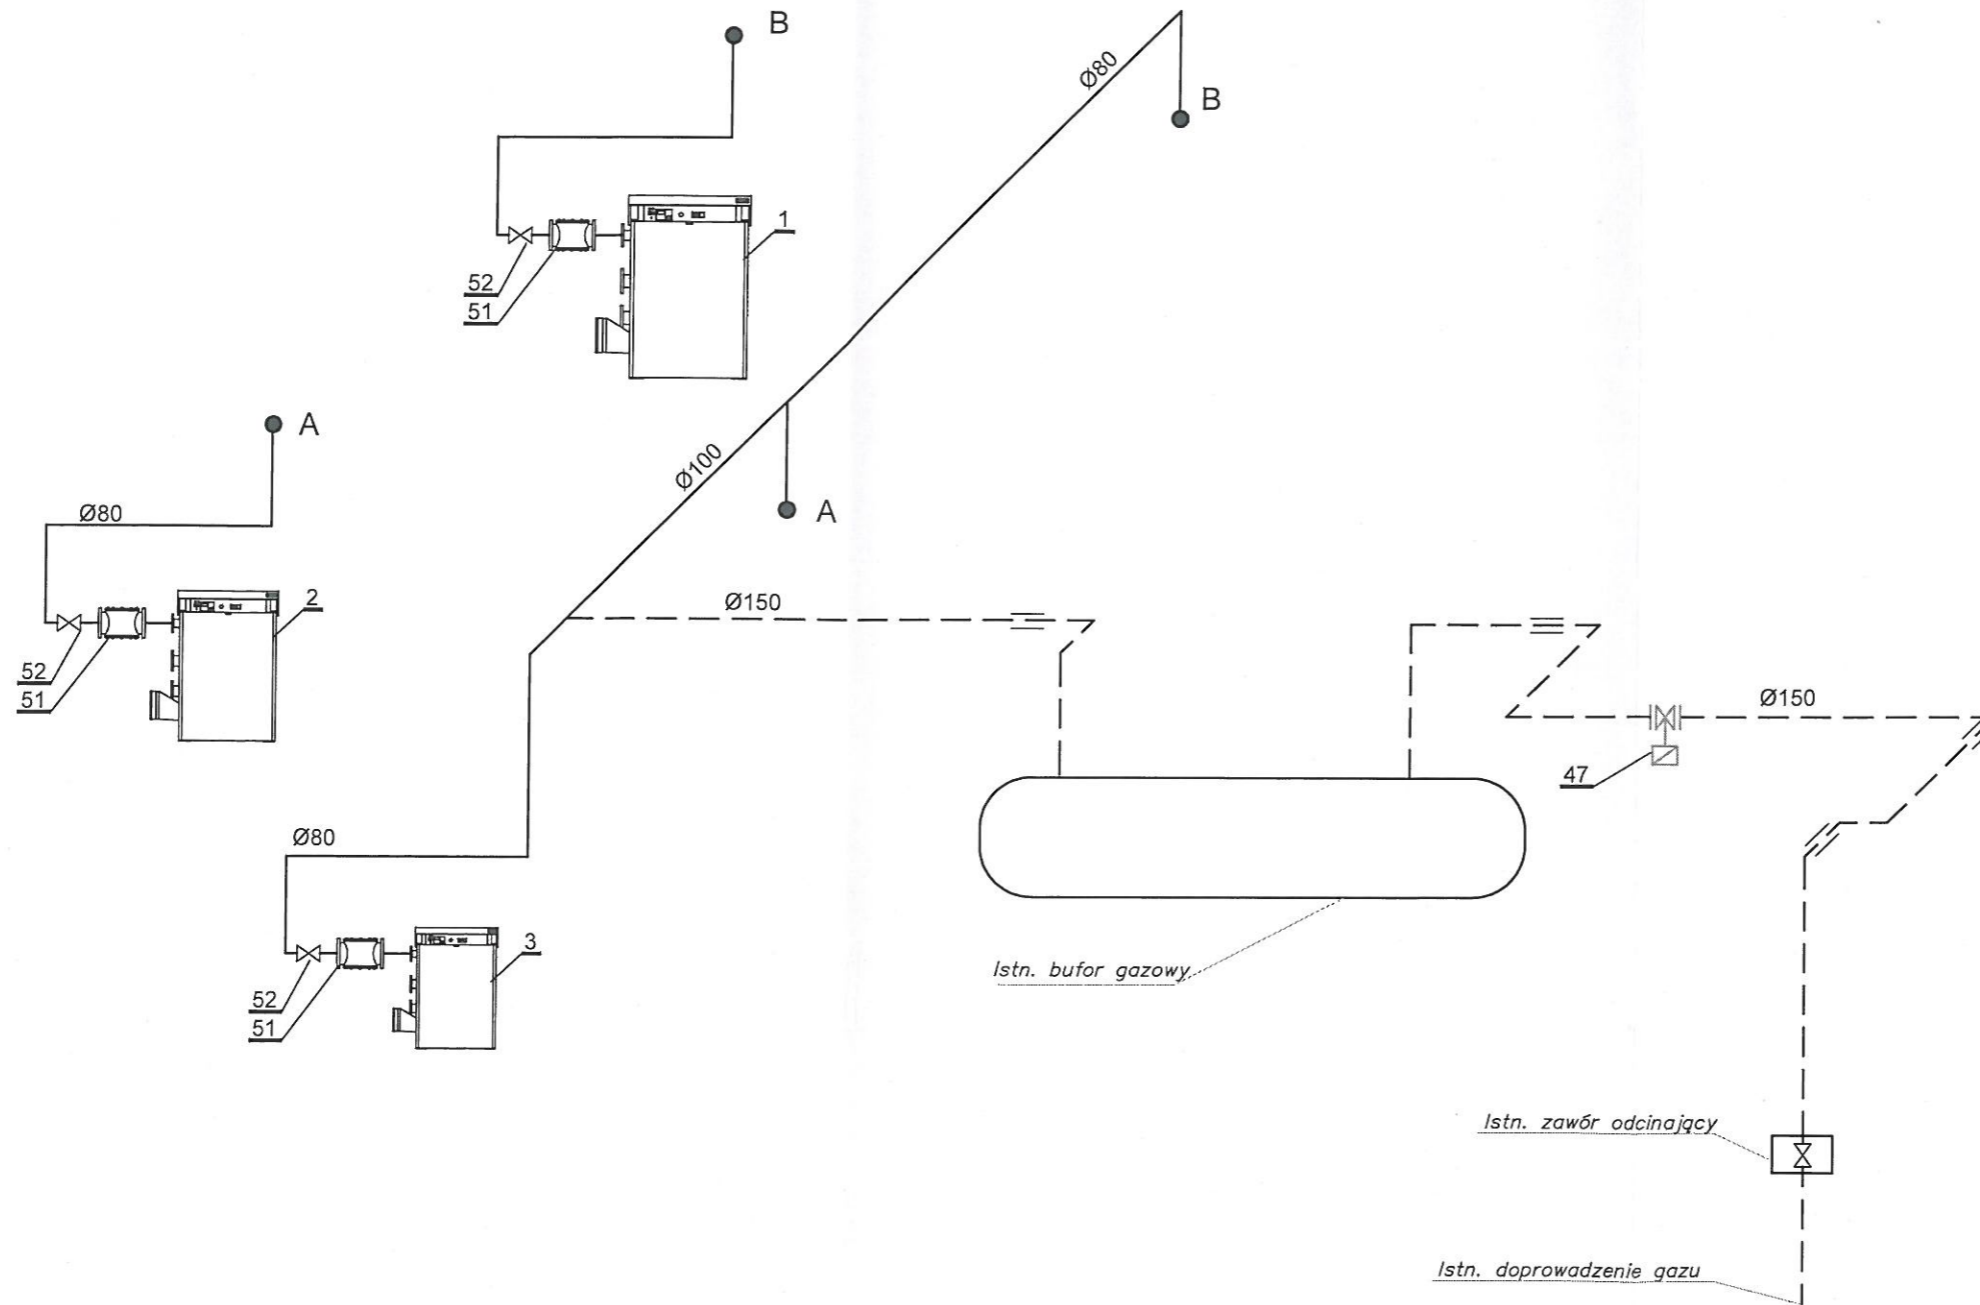 B
Ø80
B
1
52
51
A
Ø100
A
Ø80
2
52
51
Ø150
Ø150
47
Ø80
3
52
51
Istn. bufor gazowy
Istn. zawór odcinający
Istn. doprowadzenie gazu